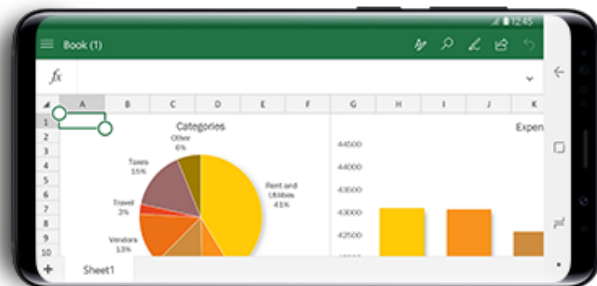 12:45
Book (1)
fx
A B C D E F G H I J K
1
2
3
4
5
6
7
8
9
10
Categories
Other
6%
Taxes
15%
Travel
3%
Vendors
13%
Rent and
Utilities
41%
Expen
44500
44000
43500
43000
42500
Sheet1